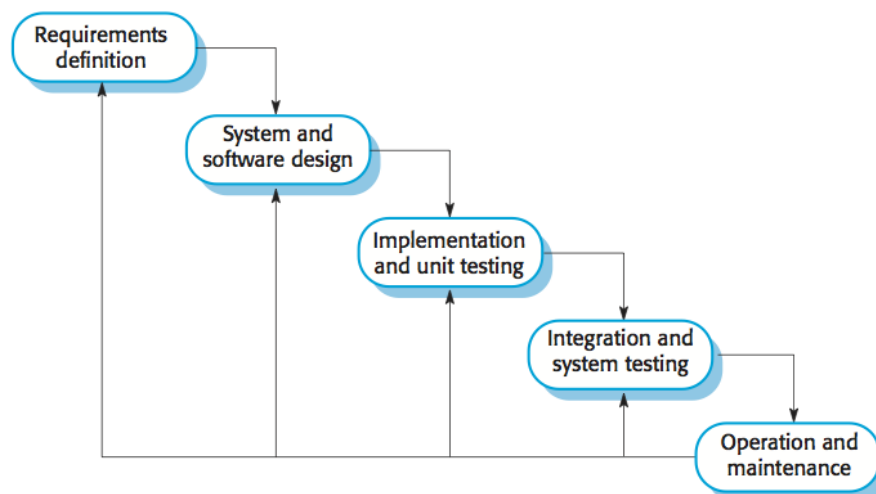 Requirements
definition
System and
software design
Implementation
and unit testing
Integration and
system testing
Operation and
maintenance